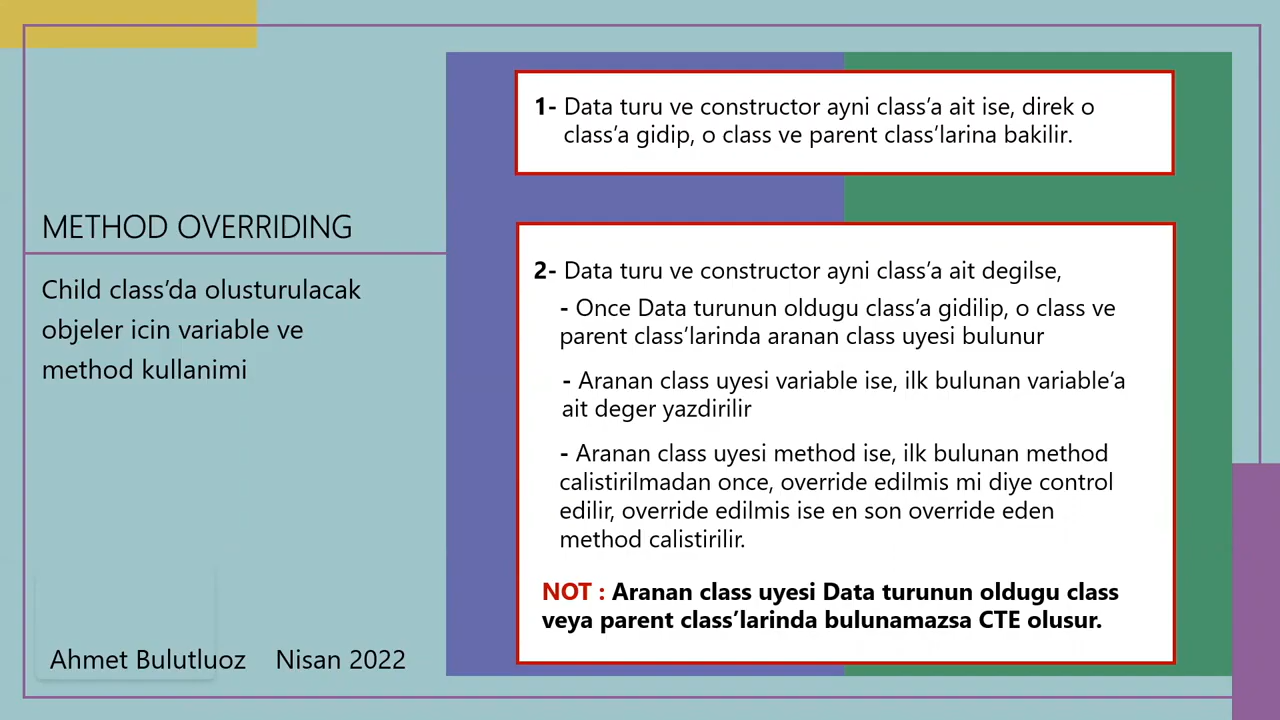 METHOD OVERRIDING
Child class’da olusturulacak
objeler icin variable ve
method kullanimi
Ahmet Bulutluoz Nisan 2022
1- Data turu ve constructor ayni class’a ait ise, direk o
class’a gidip, o class ve parent class’larina bakilir.
2- Data turu ve constructor ayni class’a ait degilse,
- Once Data turunun oldugu class’a gidilip, o class ve
parent class’larinda aranan class uyesi bulunur
- Aranan class uyesi variable ise, ilk bulunan variable’a
ait deger yazdirilir
- Aranan class uyesi method ise, ilk bulunan method
calistirilmadan once, override edilmis mi diye control
edilir, override edilmis ise en son override eden
method calistirilir.
NOT : Aranan class uyesi Data turunun oldugu class
veya parent class’larinda bulunamazsa CTE olusur.